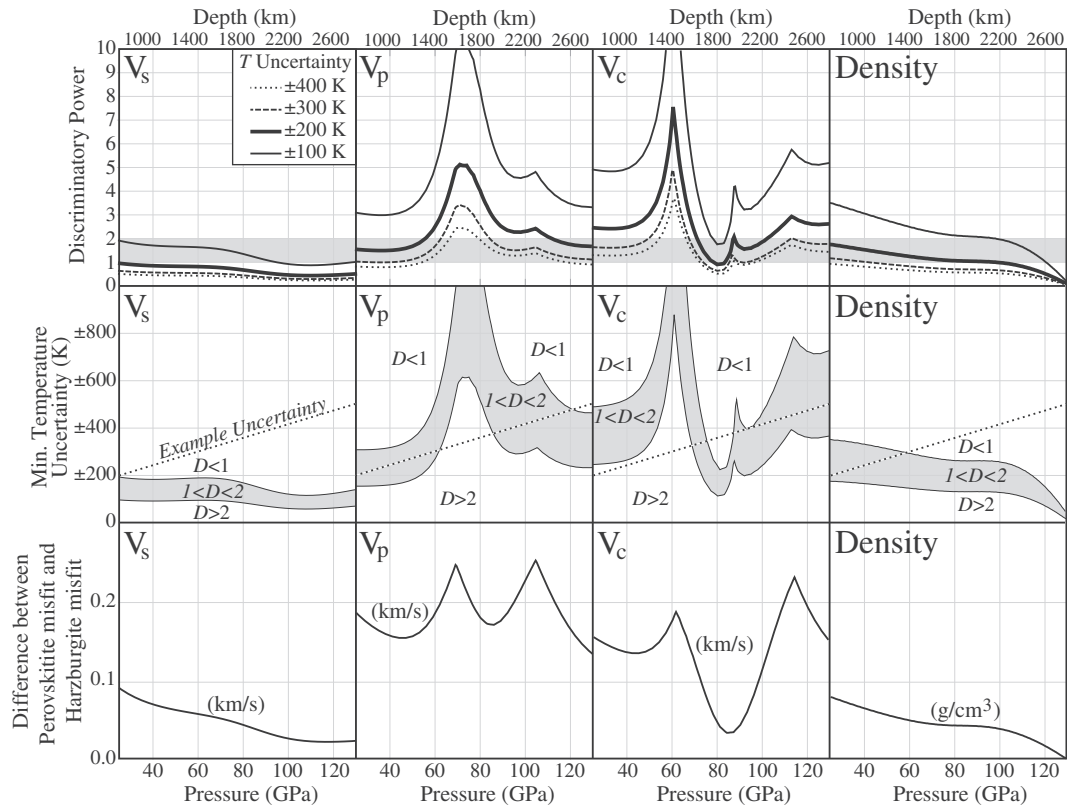 Depth (km) Depth (km) Depth (km) Depth (km)
1000 1400 1800 2200 2600 1000 1400 1800 2200 2600 1000 1400 1800 2200 2600 1000 1400 1800 2200 2600
Vs Vp Vc Density
T Uncertainty
±400 K
±300 K
±200 K
±100 K
Discriminatory Power
10
9
8
7
6
5
4
3
2
1
0
Vs Vp Vc Density
Min. Temperature
Uncertainty (K)
±800
±600
±400
±200
0
Example Uncertainty
D<1
1<D<2
D>2
D<1
D<1
1<D<2
D>2
D<1
D<1
1<D<2
D>2
D<1
1<D<2
D>2
Vs Vp Vc Density
Difference between
Perovskitite misfit and
Harzburgite misfit
0.2
0.1
0.0
(km/s)
(km/s)
(km/s)
(g/cm³)
40 60 80 100 120 40 60 80 100 120 40 60 80 100 120 40 60 80 100 120
Pressure (GPa) Pressure (GPa) Pressure (GPa) Pressure (GPa)